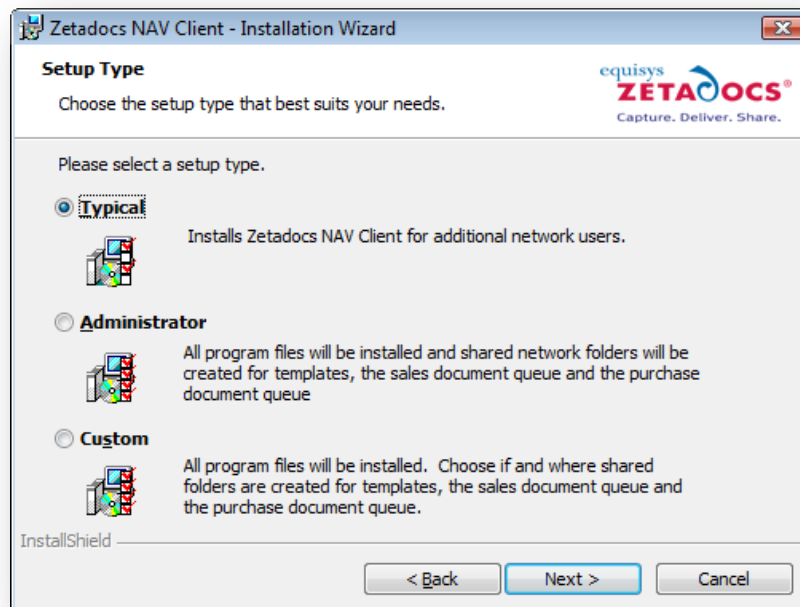 Zetadocs NAV Client - Installation Wizard
Setup Type
Choose the setup type that best suits your needs.
equisys
ZETADOCS®
Capture. Deliver. Share.
Please select a setup type.
Typical
Installs Zetadocs NAV Client for additional network users.
Administrator
All program files will be installed and shared network folders will be
created for templates, the sales document queue and the purchase
document queue
Custom
All program files will be installed.  Choose if and where shared
folders are created for templates, the sales document queue and
the purchase document queue.
InstallShield
< Back
Next >
Cancel